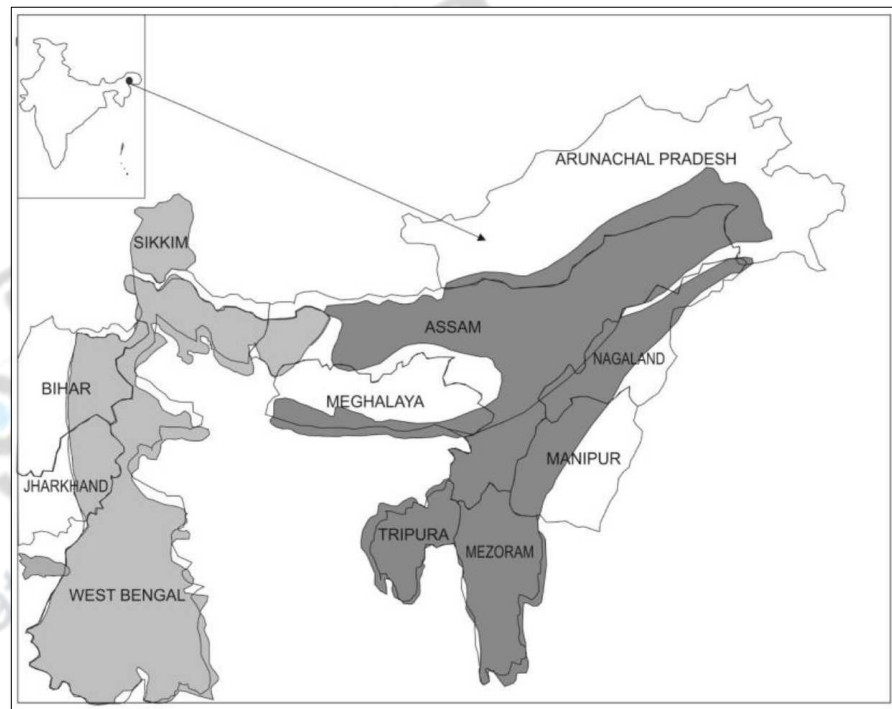 ARUNACHAL PRADESH
SIKKIM
ASSAM
NAGALAND
BIHAR
MEGHALAYA
MANIPUR
JHARKHAND
TRIPURA
MEZORAM
WEST BENGAL